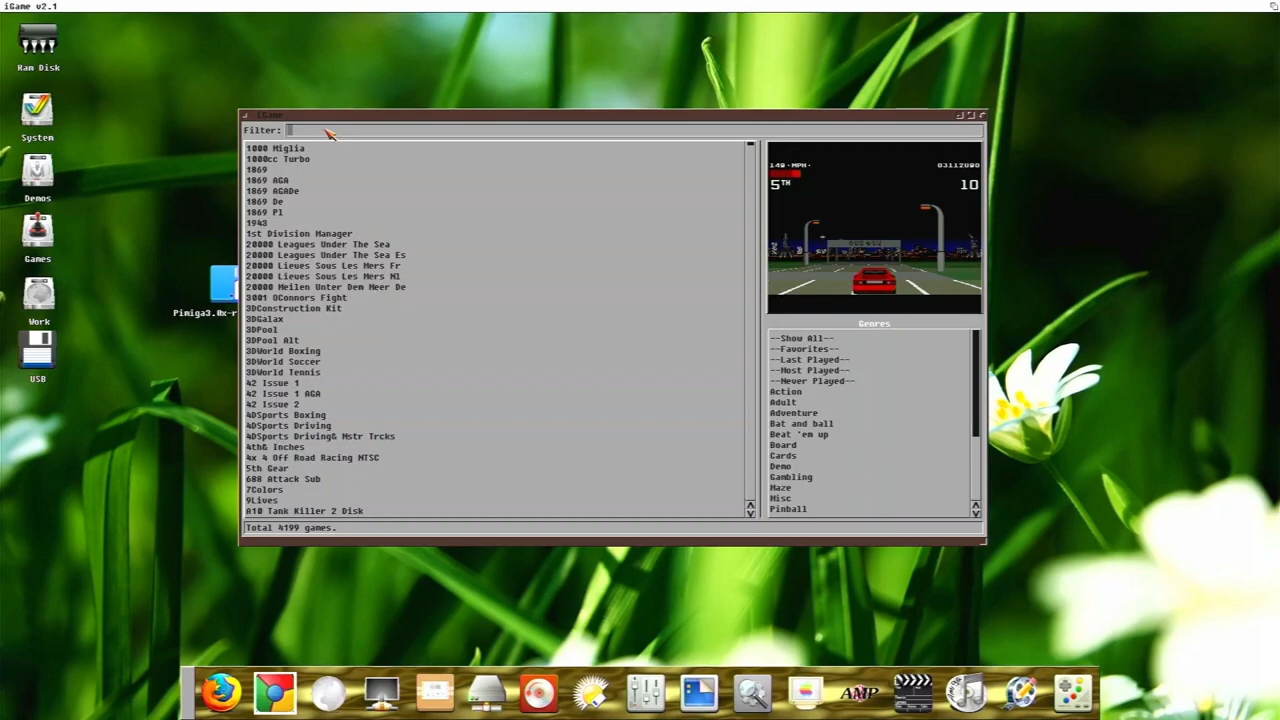 iGame v2.1
Ram Disk
System
Demos
Games
Work
USB
Pimiga3.0x-r
iGame
Filter:
1000 Miglia
1000cc Turbo
1869
1869 AGA
1869 AGADe
1869 De
1869 Pl
1943
1st Division Manager
20000 Leagues Under The Sea
20000 Leagues Under The Sea Es
20000 Lieues Sous Les Mers Fr
20000 Lieues Sous Les Mers Nl
20000 Meilen Unter Dem Meer De
3001 OConnors Fight
3DConstruction Kit
3DGalax
3DPool
3DPool Alt
3DWorld Boxing
3DWorld Soccer
3DWorld Tennis
42 Issue 1
42 Issue 1 AGA
42 Issue 2
4DSports Boxing
4DSports Driving
4DSports Driving& Mstr Trcks
4th& Inches
4x 4 Off Road Racing NTSC
5th Gear
688 Attack Sub
7Colors
9Lives
A10 Tank Killer 2 Disk
Total 4199 games.
149 MPH
03112080
5TH
10
Genres
--Show All--
--Favorites--
--Last Played--
--Most Played--
--Never Played--
Action
Adult
Adventure
Bat and ball
Beat 'em up
Board
Cards
Demo
Gambling
Maze
Misc
Pinball
AMP